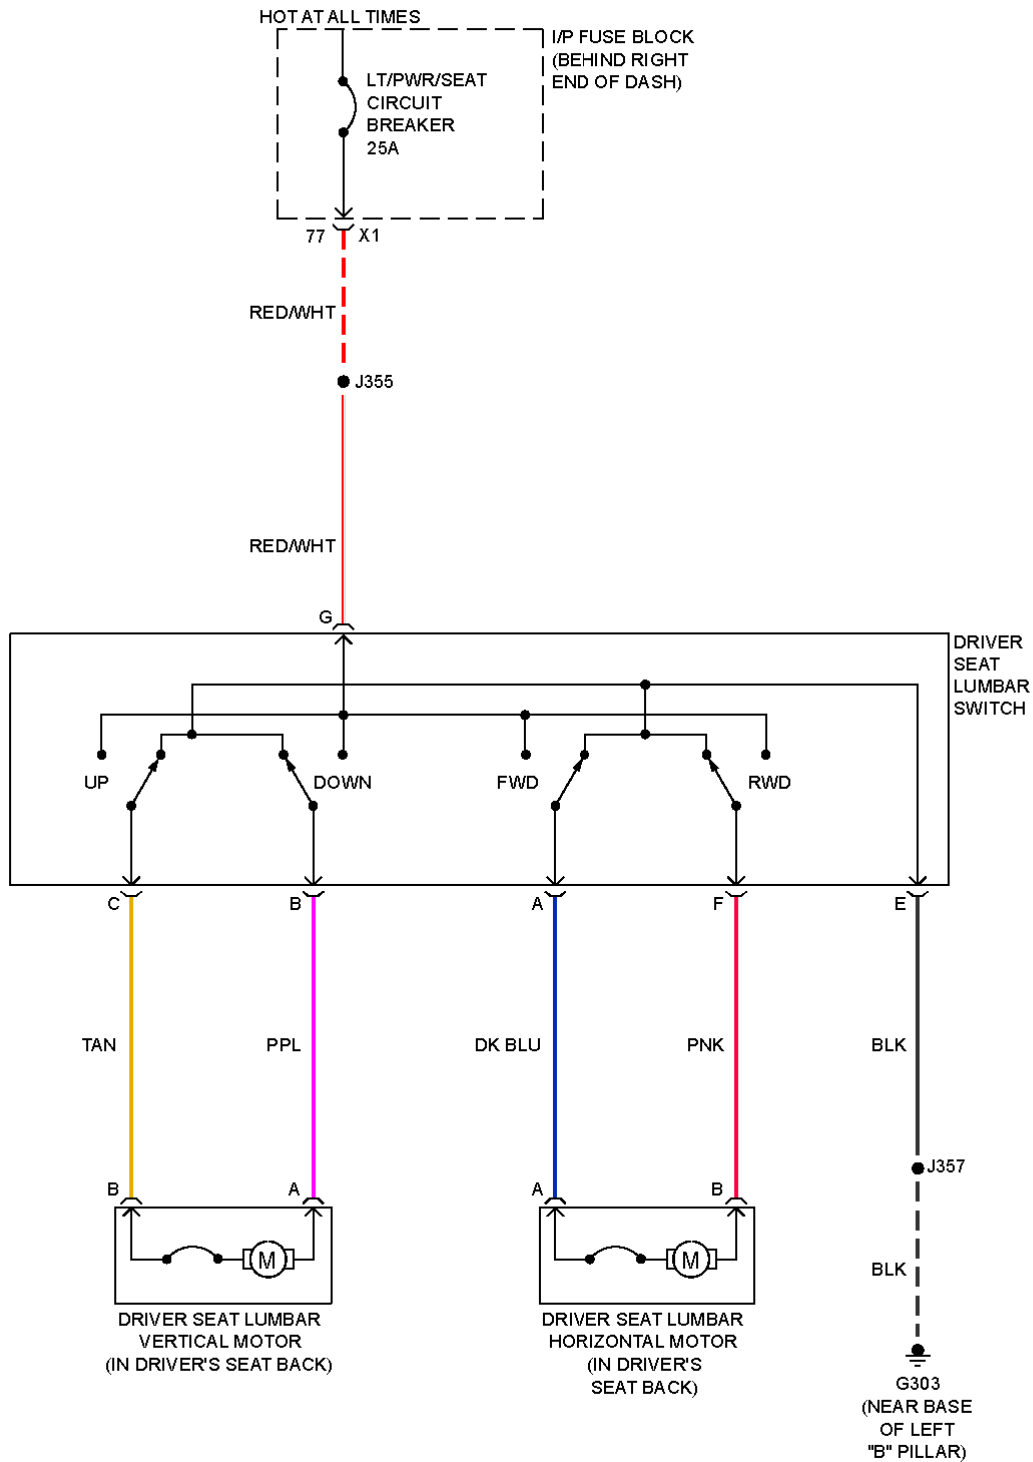 HOT AT ALL TIMES
I/P FUSE BLOCK
(BEHIND RIGHT
END OF DASH)
LT/PWR/SEAT
CIRCUIT
BREAKER
25A
77 X1
RED/WHT
J355
RED/WHT
G
DRIVER
SEAT
LUMBAR
SWITCH
UP DOWN FWD RWD
C B A F E
TAN PPL DK BLU PNK BLK
J357
B A A B
M M
BLK
DRIVER SEAT LUMBAR
VERTICAL MOTOR
(IN DRIVER'S SEAT BACK)
DRIVER SEAT LUMBAR
HORIZONTAL MOTOR
(IN DRIVER'S
SEAT BACK)
G303
(NEAR BASE
OF LEFT
"B" PILLAR)